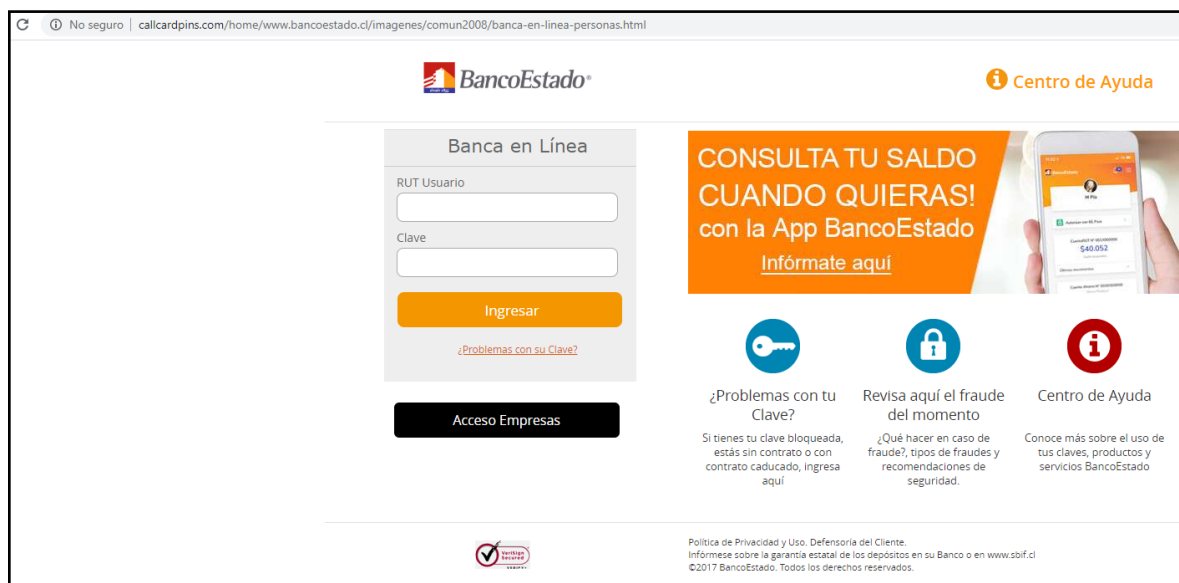 No seguro | callcardpins.com/home/www.bancoestado.cl/imagenes/comun2008/banca-en-linea-personas.html
BancoEstado®
Centro de Ayuda
Banca en Línea
RUT Usuario
Clave
Ingresar
¿Problemas con su Clave?
Acceso Empresas
CONSULTA TU SALDO
CUANDO QUIERAS!
con la App BancoEstado
Infórmate aquí
BancoEstado
$40.052
¿Problemas con tu
Clave?
Si tienes tu clave bloqueada,
estás sin contrato o con
contrato caducado, ingresa
aquí
Revisa aquí el fraude
del momento
¿Qué hacer en caso de
fraude?, tipos de fraudes y
recomendaciones de
seguridad.
Centro de Ayuda
Conoce más sobre el uso de
tus claves, productos y
servicios BancoEstado
VeriSign
Secured
VERIFY
Política de Privacidad y Uso. Defensoría del Cliente.
Infórmese sobre la garantía estatal de los depósitos en su Banco o en www.sbif.cl
©2017 BancoEstado. Todos los derechos reservados.